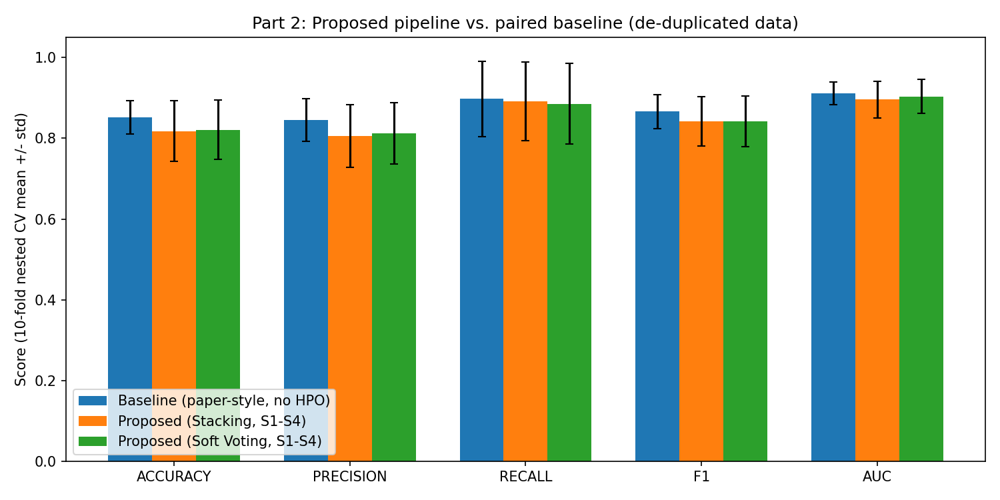 Part 2: Proposed pipeline vs. paired baseline (de-duplicated data)
Score (10-fold nested CV mean +/- std)
1.0
0.8
0.6
0.4
0.2
0.0
Baseline (paper-style, no HPO)
Proposed (Stacking, S1-S4)
Proposed (Soft Voting, S1-S4)
ACCURACY PRECISION RECALL F1 AUC